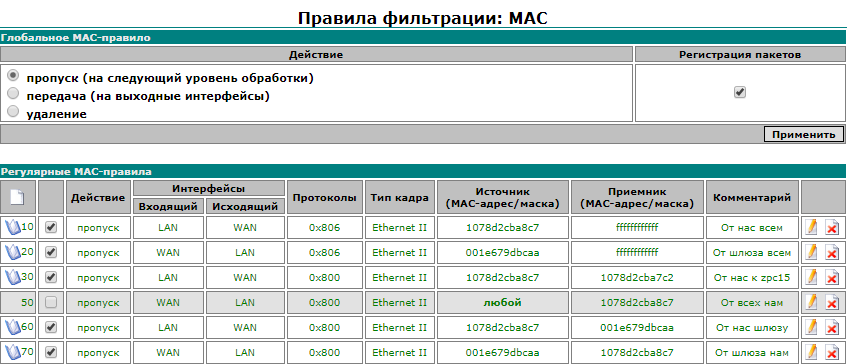 Правила фильтрации: MAC
Глобальное MAC-правило
Действие Регистрация пакетов
пропуск (на следующий уровень обработки)
передача (на выходные интерфейсы)
удаление
Применить
Регулярные MAC-правила
Действие Интерфейсы Протоколы Тип кадра Источник (MAC-адрес/маска) Приемник (MAC-адрес/маска) Комментарий
Входящий Исходящий
10 пропуск LAN WAN 0x806 Ethernet II 1078d2cba8c7 ffffffffffff От нас всем
20 пропуск WAN LAN 0x806 Ethernet II 001e679dbcaa ffffffffffff От шлюза всем
30 пропуск LAN WAN 0x800 Ethernet II 1078d2cba8c7 1078d2cba7c2 От нас к zpc15
50 пропуск WAN LAN 0x800 Ethernet II любой 1078d2cba8c7 От всех нам
60 пропуск LAN WAN 0x800 Ethernet II 1078d2cba8c7 001e679dbcaa От нас шлюзу
70 пропуск WAN LAN 0x800 Ethernet II 001e679dbcaa 1078d2cba8c7 От шлюза нам